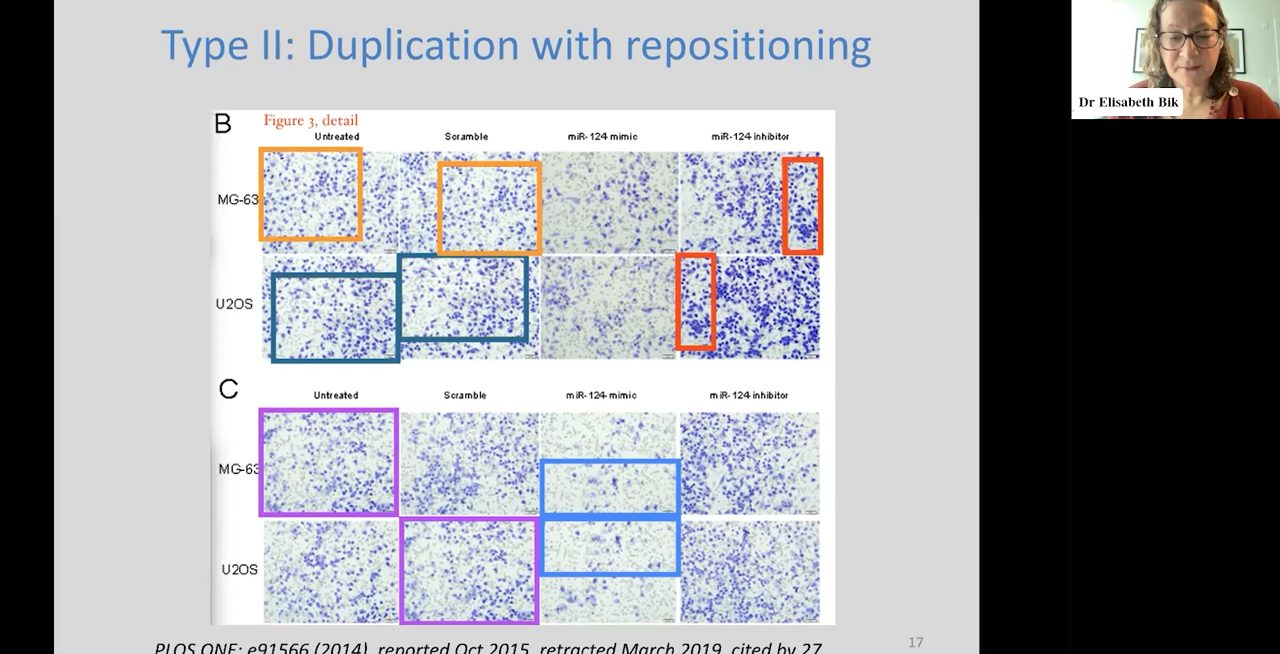 Type II: Duplication with repositioning
Dr Elisabeth Bik
B
Figure 3, detail
Untreated
Scramble
miR-124 mimic
miR-124 inhibitor
MG-63
U2OS
C
Untreated
Scramble
miR-124 mimic
miR-124 inhibitor
MG-63
U2OS
PLOS ONE: e91566 (2014), reported Oct 2015, retracted March 2019, cited by 27
17